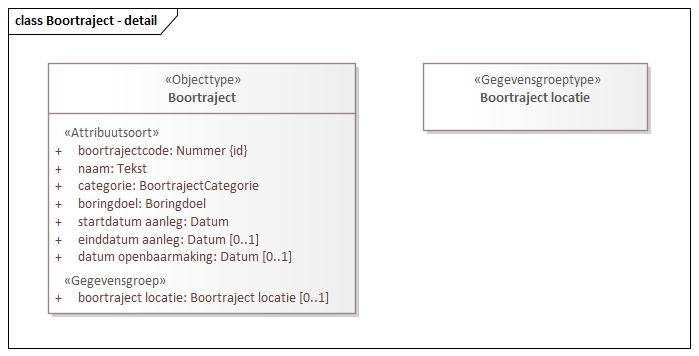 class Boortraject - detail
«Objecttype»
Boortraject
«Attribuutsoort»
+ boortrajectcode: Nummer {id}
+ naam: Tekst
+ categorie: BoortrajectCategorie
+ boringdoel: Boringdoel
+ startdatum aanleg: Datum
+ einddatum aanleg: Datum [0..1]
+ datum openbaarmaking: Datum [0..1]
«Gegevensgroep»
+ boortraject locatie: Boortraject locatie [0..1]
«Gegevensgroeptype»
Boortraject locatie